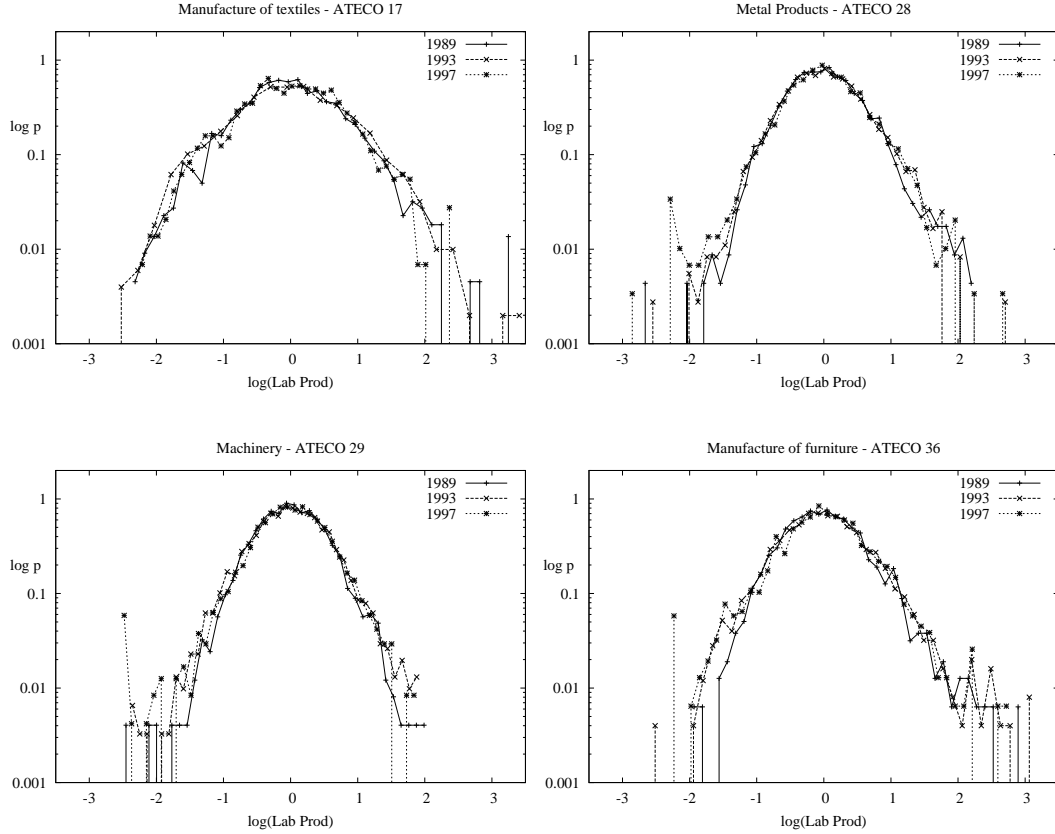 Manufacture of textiles - ATECO 17
1989
1993
1997
1
0.1
0.01
0.001
log p
-3 -2 -1 0 1 2 3
log(Lab Prod)
Metal Products - ATECO 28
1989
1993
1997
1
0.1
0.01
0.001
log p
-3 -2 -1 0 1 2 3
log(Lab Prod)
Machinery - ATECO 29
1989
1993
1997
1
0.1
0.01
0.001
log p
-3 -2 -1 0 1 2 3
log(Lab Prod)
Manufacture of furniture - ATECO 36
1989
1993
1997
1
0.1
0.01
0.001
log p
-3 -2 -1 0 1 2 3
log(Lab Prod)